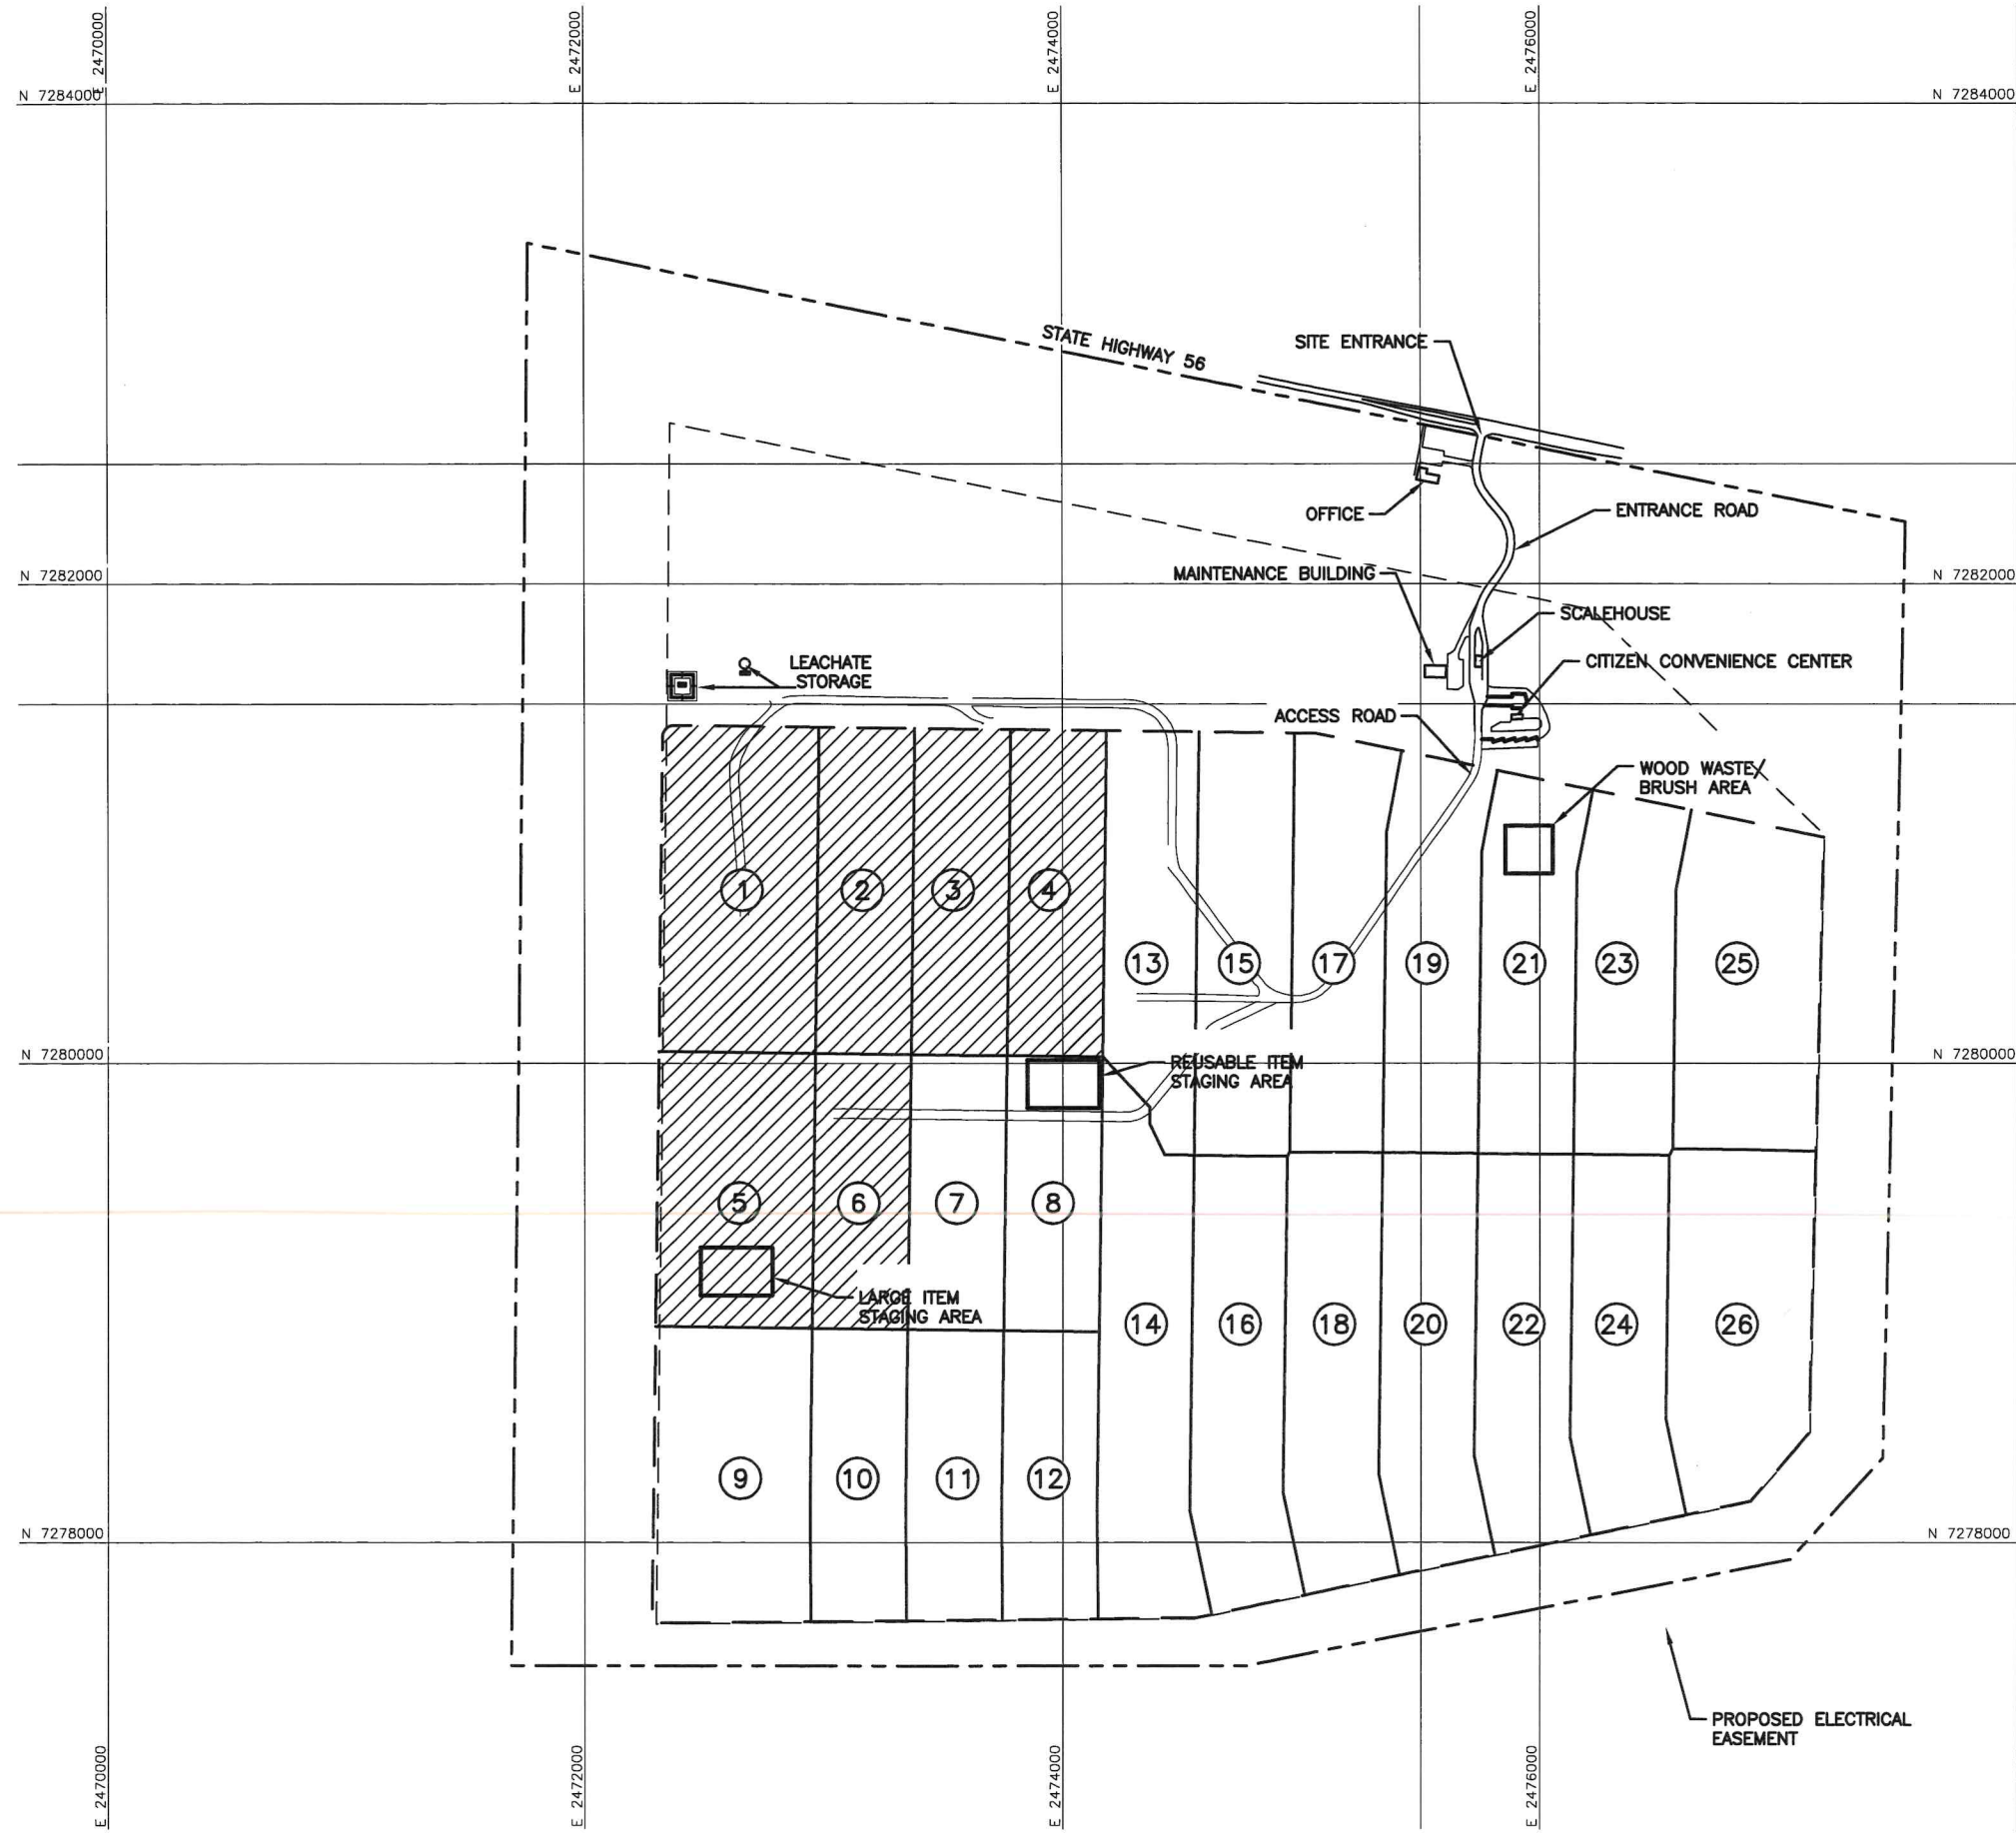 E 2470000
E 2472000
E 2474000
E 2476000
N 7284000
N 7284000
STATE HIGHWAY 56
SITE ENTRANCE
OFFICE
ENTRANCE ROAD
N 7282000
MAINTENANCE BUILDING
N 7282000
SCALEHOUSE
LEACHATE
STORAGE
CITIZEN CONVENIENCE CENTER
ACCESS ROAD
WOOD WASTE/
BRUSH AREA
1
2
3
4
13
15
17
19
21
23
25
N 7280000
N 7280000
REUSABLE ITEM
STAGING AREA
5
6
7
8
LARGE ITEM
STAGING AREA
14
16
18
20
22
24
26
9
10
11
12
N 7278000
N 7278000
PROPOSED ELECTRICAL
EASEMENT
E 2470000
E 2472000
E 2474000
E 2476000